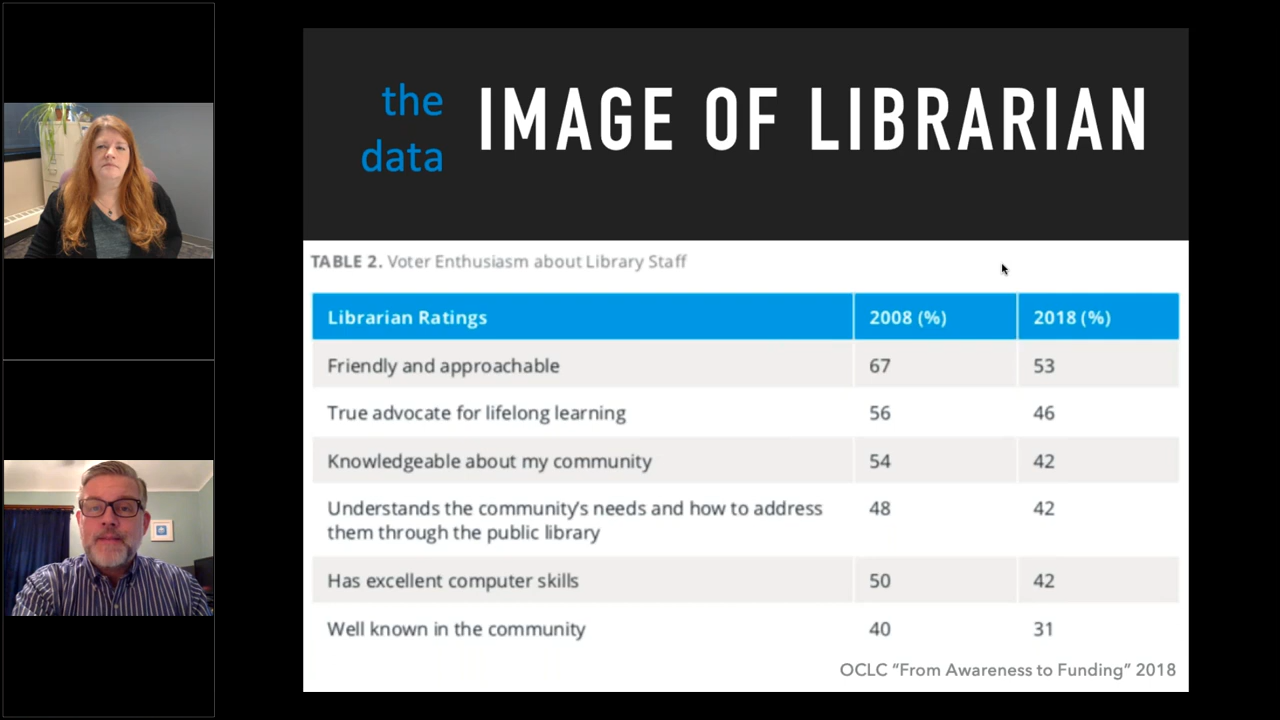 the
data
IMAGE OF LIBRARIAN
TABLE 2. Voter Enthusiasm about Library Staff
Librarian Ratings 2008 (%) 2018 (%)
Friendly and approachable 67 53
True advocate for lifelong learning 56 46
Knowledgeable about my community 54 42
Understands the community's needs and how to address 48 42
them through the public library
Has excellent computer skills 50 42
Well known in the community 40 31
OCLC “From Awareness to Funding” 2018